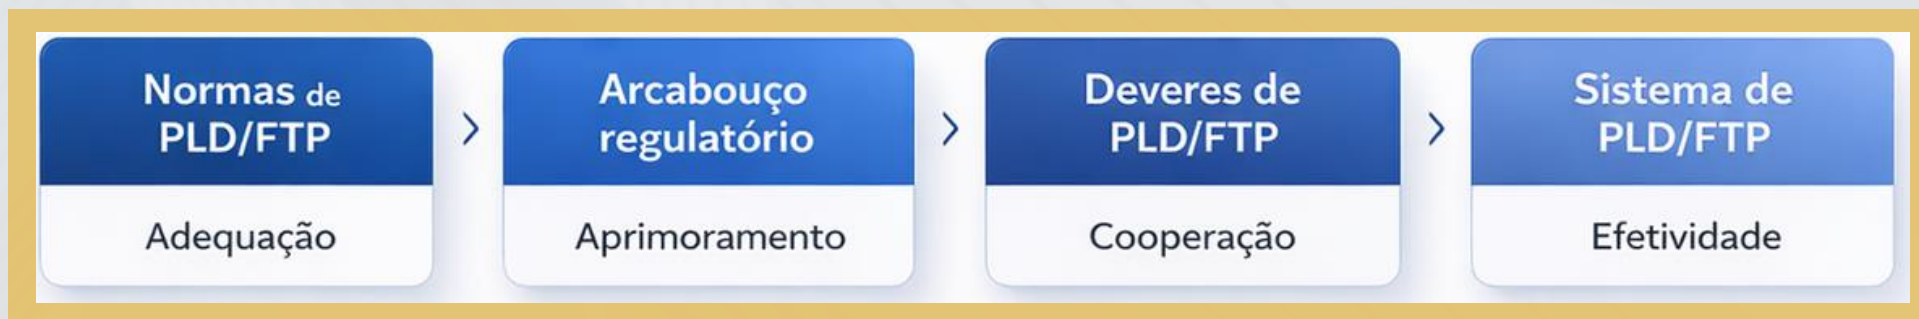 Normas de
PLD/FTP
Adequação
Arcabouço
regulatório
Aprimoramento
Deveres de
PLD/FTP
Cooperação
Sistema de
PLD/FTP
Efetividade